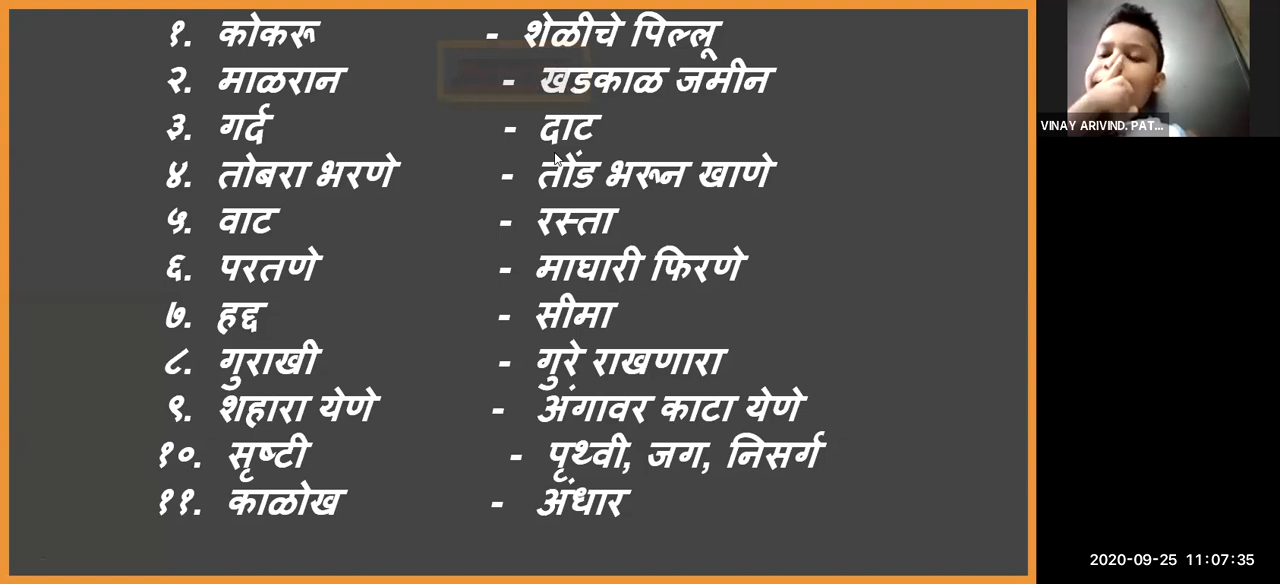 १. कोकरू - शेळीचे पिल्लू
२. माळरान - खडकाळ जमीन
३. गर्द - दाट
४. तोबरा भरणे - तोंड भरून खाणे
५. वाट - रस्ता
६. परतणे - माघारी फिरणे
७. हद्द - सीमा
८. गुराखी - गुरे राखणारा
९. शहारा येणे - अंगावर काटा येणे
१०. सृष्टी - पृथ्वी, जग, निसर्ग
११. काळोख - अंधार
VINAY ARIVIND. PAT...
2020-09-25 11:07:35